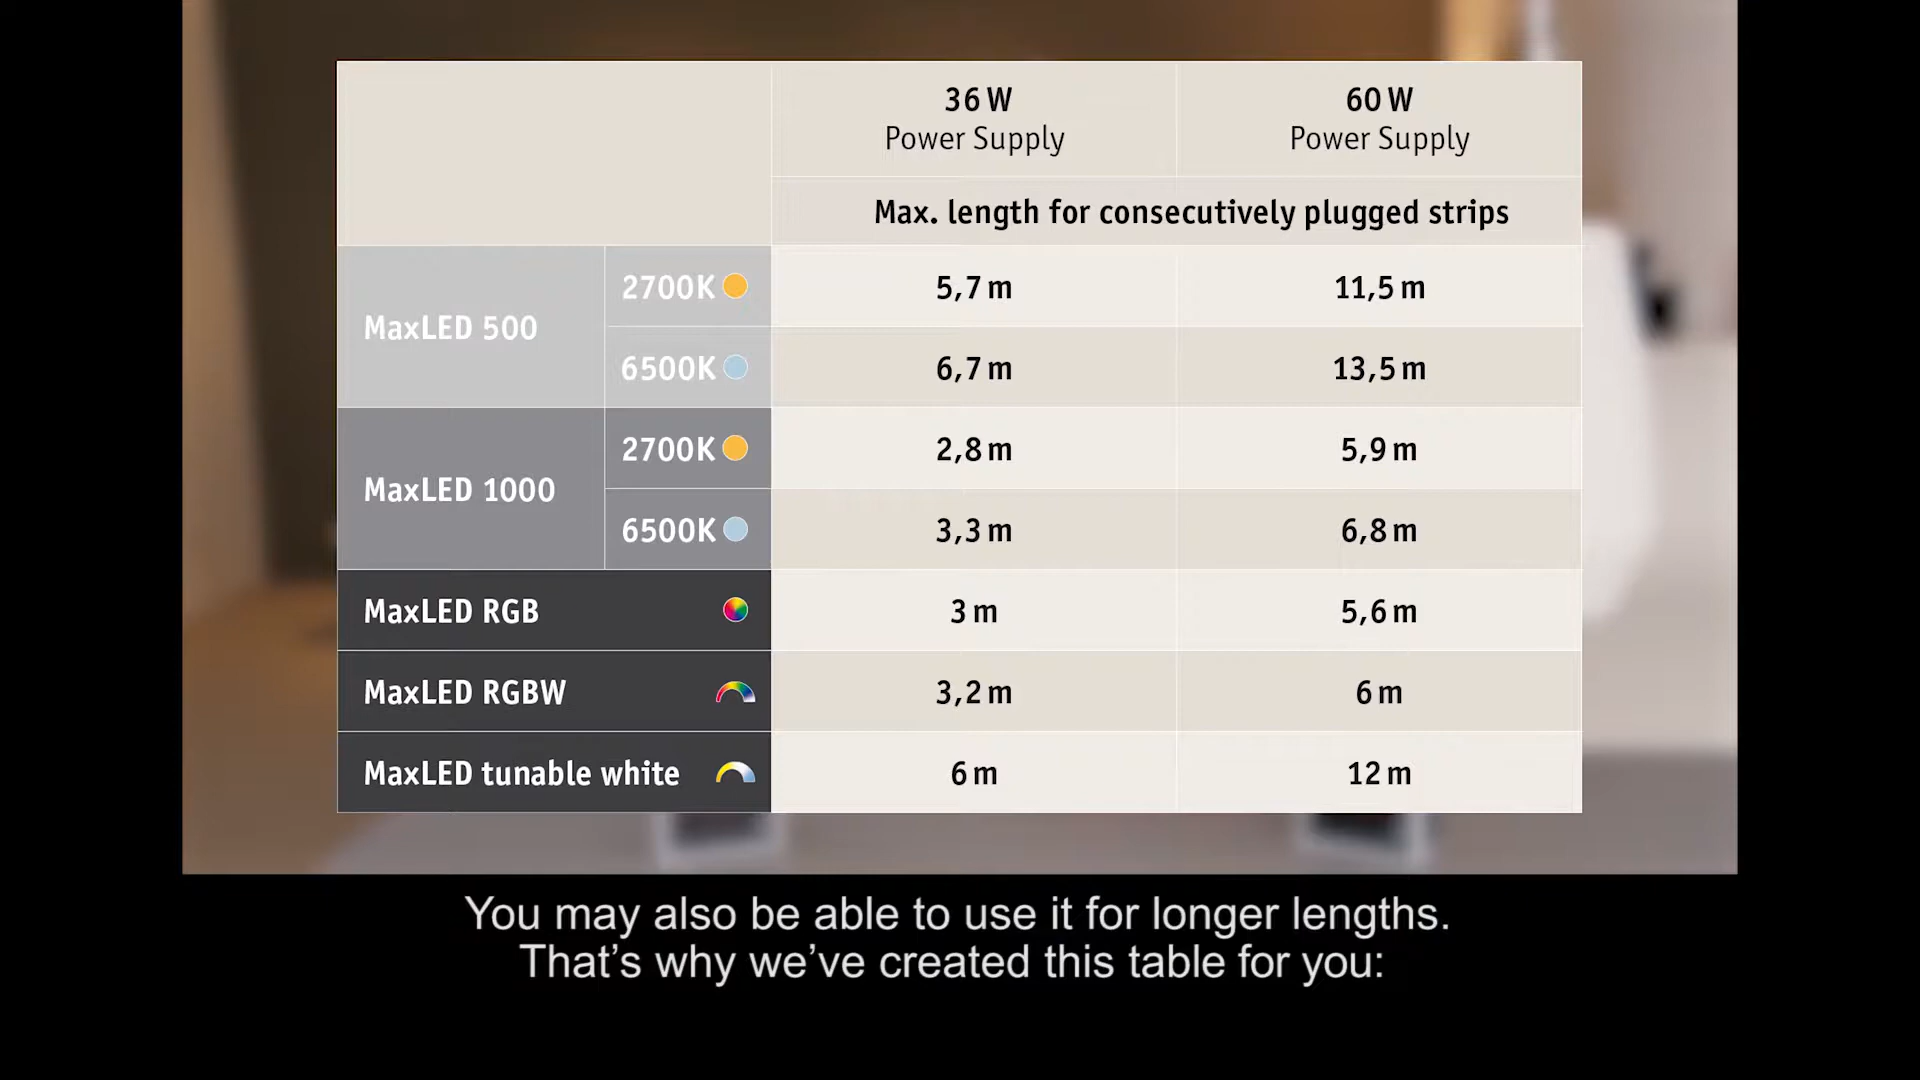 36 W
Power Supply
60 W
Power Supply
Max. length for consecutively plugged strips
MaxLED 500
2700K
5,7 m
11,5 m
6500K
6,7 m
13,5 m
MaxLED 1000
2700K
2,8 m
5,9 m
6500K
3,3 m
6,8 m
MaxLED RGB
3 m
5,6 m
MaxLED RGBW
3,2 m
6 m
MaxLED tunable white
6 m
12 m
You may also be able to use it for longer lengths.
That’s why we’ve created this table for you: